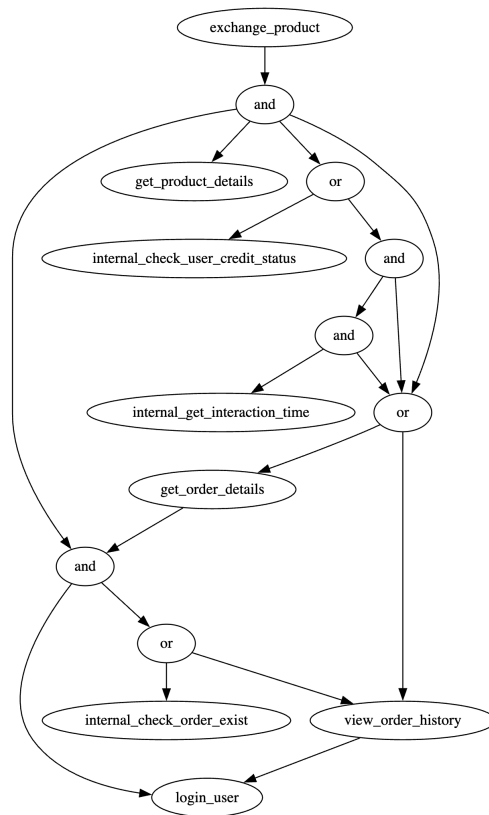 exchange_product
and
get_product_details
or
internal_check_user_credit_status
and
and
internal_get_interaction_time
or
get_order_details
and
or
internal_check_order_exist
view_order_history
login_user